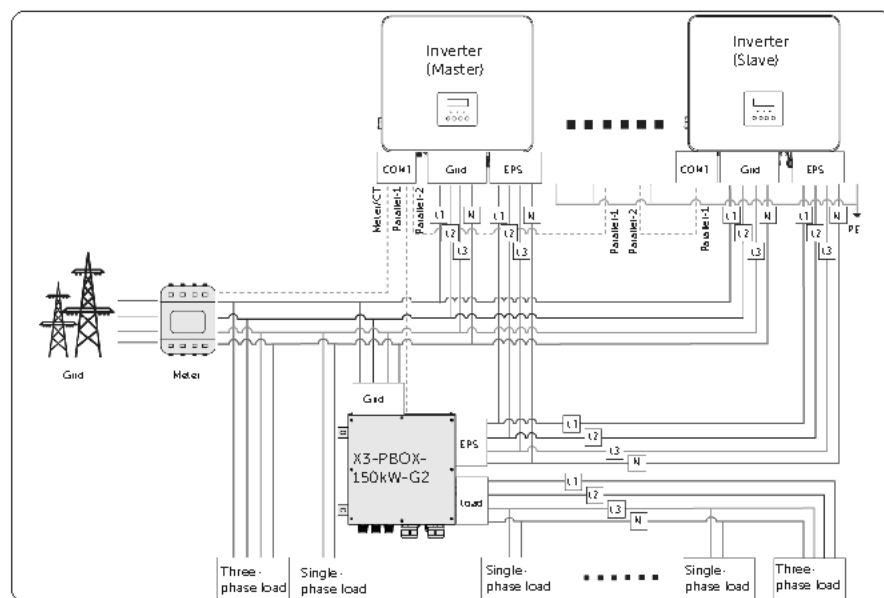 Inverter
(Master)
Inverter
(Slave)
COM1
Grid
EPS
COM1
Grid
EPS
Meter/CT
Parallel-1
Parallel-2
L1
L2
L3
N
L1
L2
L3
N
Parallel-1
Parallel-2
Parallel-1
L1
L2
L3
N
L1
L2
L3
N
PE
Grid
Meter
Grid
X3-PBOX-
150kW-G2
EPS
L1
L2
L3
N
Load
L1
L2
L3
N
Three-
phase load
Single-
phase load
Single-
phase load
Single-
phase load
Three-
phase load